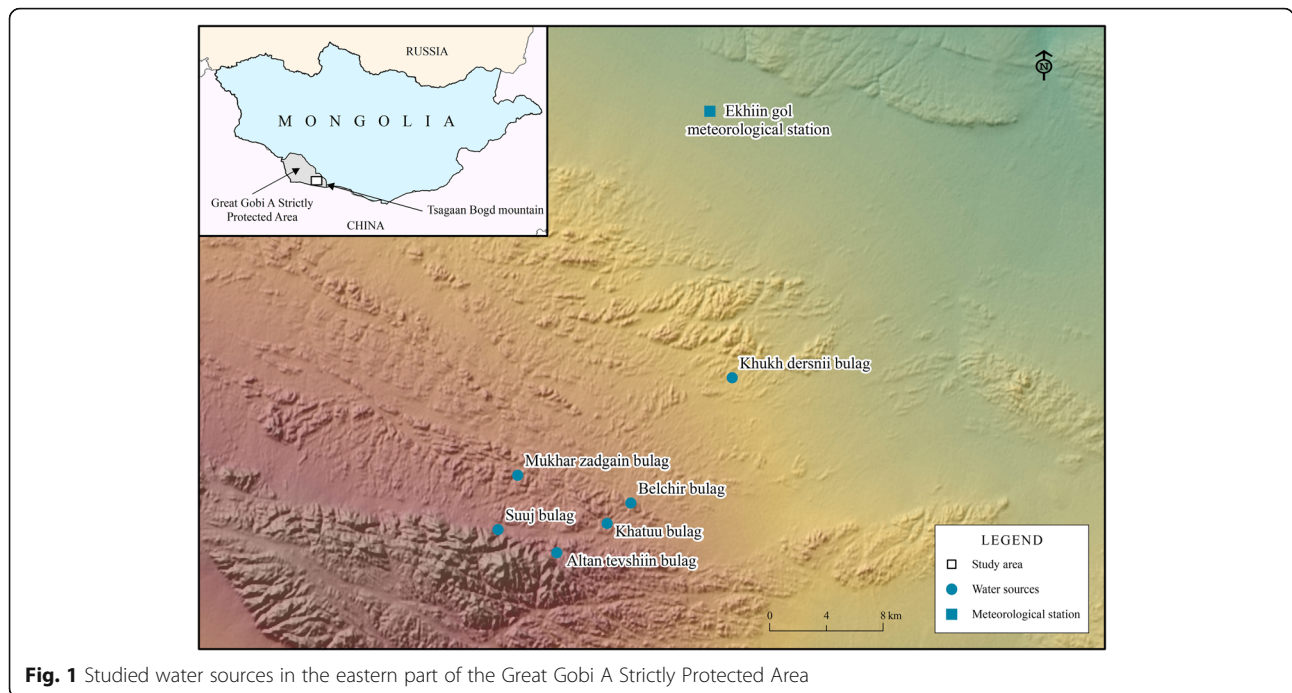 RUSSIA
MONGOLIA
Great Gobi A Strictly
Protected Area
Tsagaan Bogd mountain
CHINA
N
Ekhiin gol
meteorological station
Khukh dersnii bulag
Mukhar zadgain bulag
Belchir bulag
Suuj bulag
Khatuu bulag
Altan tevshiin bulag
LEGEND
Study area
Water sources
Meteorological station
0 4 8 km
Fig. 1 Studied water sources in the eastern part of the Great Gobi A Strictly Protected Area